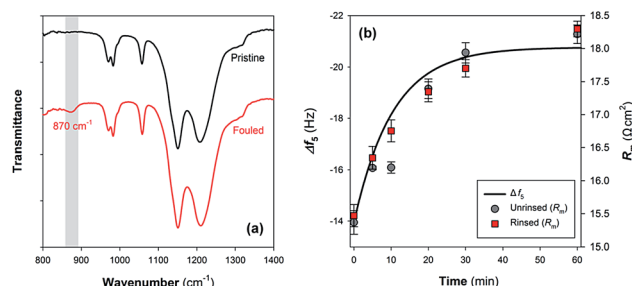 Transmittance
Pristine
870 cm⁻¹
Fouled
(a)
800 900 1000 1100 1200 1300 1400
Wavenumber (cm⁻¹)
(b)
Δf₅ (Hz)
-22
-20
-18
-16
-14
18.5
18.0
17.5
17.0
16.5
16.0
15.5
15.0
Rₘ (Ω cm²)
Δf₅
Unrinsed (Rₘ)
Rinsed (Rₘ)
0 10 20 30 40 50 60
Time (min)